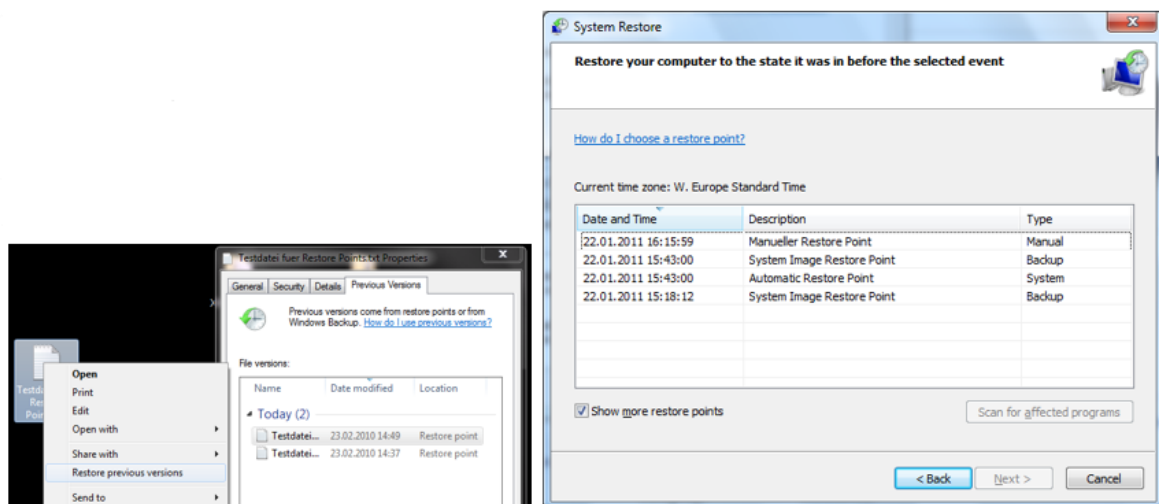 Testdatei fuer Restore Points.txt Properties
General Security Details Previous Versions
Previous versions come from restore points or from
Windows Backup. How do I use previous versions?
File versions:
Name Date modified Location
Today (2)
Testdatei... 23.02.2010 14:49 Restore point
Testdatei... 23.02.2010 14:37 Restore point
Open
Print
Edit
Open with
Share with
Restore previous versions
Send to
System Restore
Restore your computer to the state it was in before the selected event
How do I choose a restore point?
Current time zone: W. Europe Standard Time
Date and Time Description Type
22.01.2011 16:15:59 Manueller Restore Point Manual
22.01.2011 15:43:00 System Image Restore Point Backup
22.01.2011 15:43:00 Automatic Restore Point System
22.01.2011 15:18:12 System Image Restore Point Backup
Show more restore points
Scan for affected programs
< Back Next > Cancel